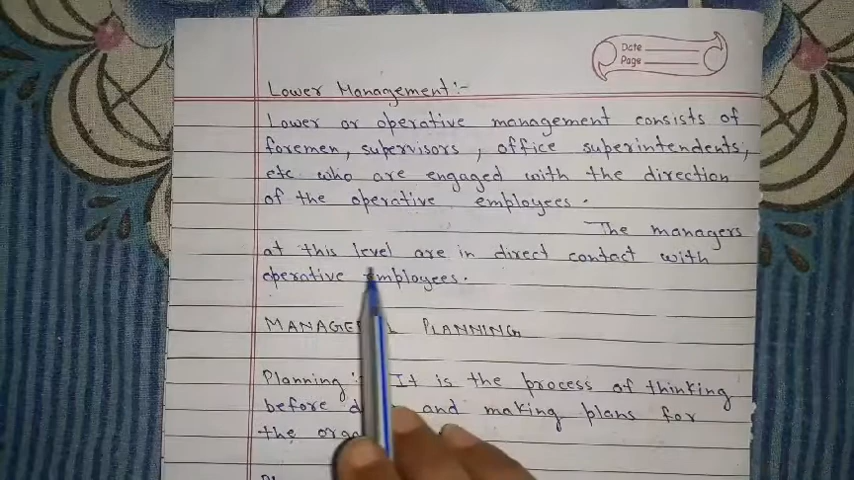 Date
Page
Lower Management:-
Lower or operative management consists of
foremen, supervisors, office superintendents,
etc who are engaged with the direction
of the operative employees.
The managers
at this level are in direct contact with
operative employees.
PLANNING
Planning: It is the process of thinking
before and making plans for
the